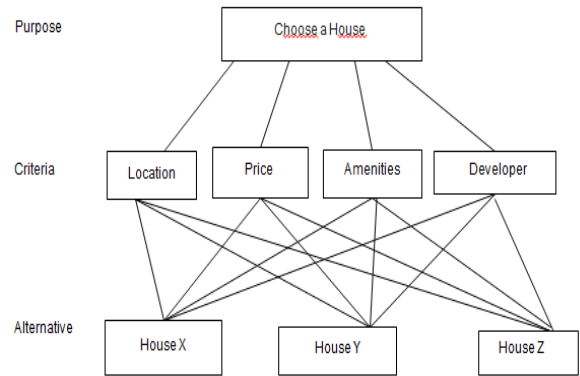 Purpose
Choose a House
Criteria
Location
Price
Amenities
Developer
Alternative
House X
House Y
House Z